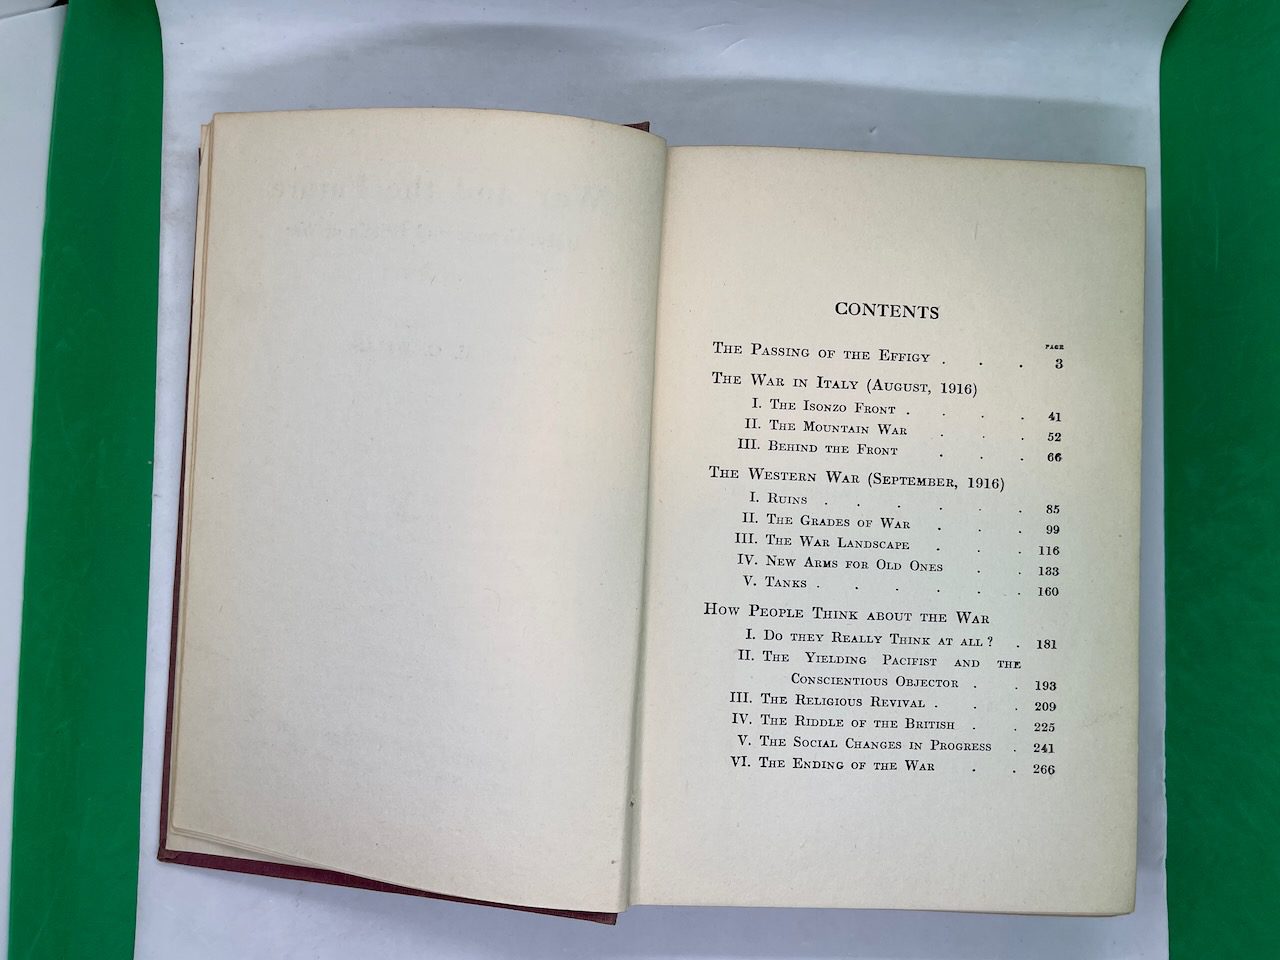 CONTENTS
PAGE
THE PASSING OF THE EFFIGY . . . 3
THE WAR IN ITALY (AUGUST, 1916)
I. THE ISONZO FRONT . . . . 41
II. THE MOUNTAIN WAR . . . 52
III. BEHIND THE FRONT . . . 66
THE WESTERN WAR (SEPTEMBER, 1916)
I. RUINS . . . . . . 85
II. THE GRADES OF WAR . . . 99
III. THE WAR LANDSCAPE . . . 116
IV. NEW ARMS FOR OLD ONES . . 133
V. TANKS . . . . . . 160
HOW PEOPLE THINK ABOUT THE WAR
I. DO THEY REALLY THINK AT ALL? . 181
II. THE YIELDING PACIFIST AND THE
CONSCIENTIOUS OBJECTOR . . 193
III. THE RELIGIOUS REVIVAL . . . 209
IV. THE RIDDLE OF THE BRITISH . . 225
V. THE SOCIAL CHANGES IN PROGRESS . 241
VI. THE ENDING OF THE WAR . . 266